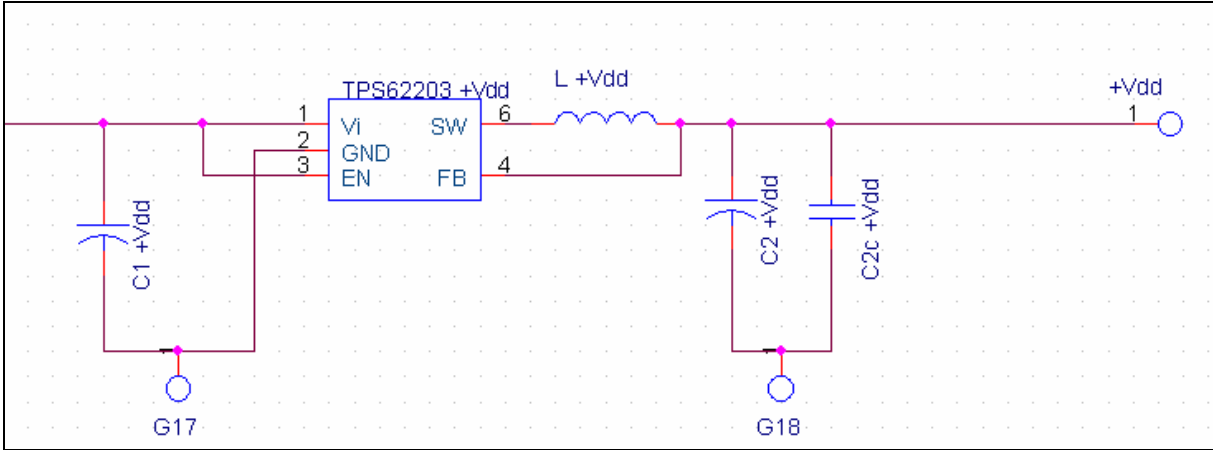 TPS62203 +Vdd
L +Vdd
+Vdd
1
Vi
SW
6
1
2
GND
3
EN
FB
4
C1 +Vdd
C2 +Vdd
C2c +Vdd
G17
G18